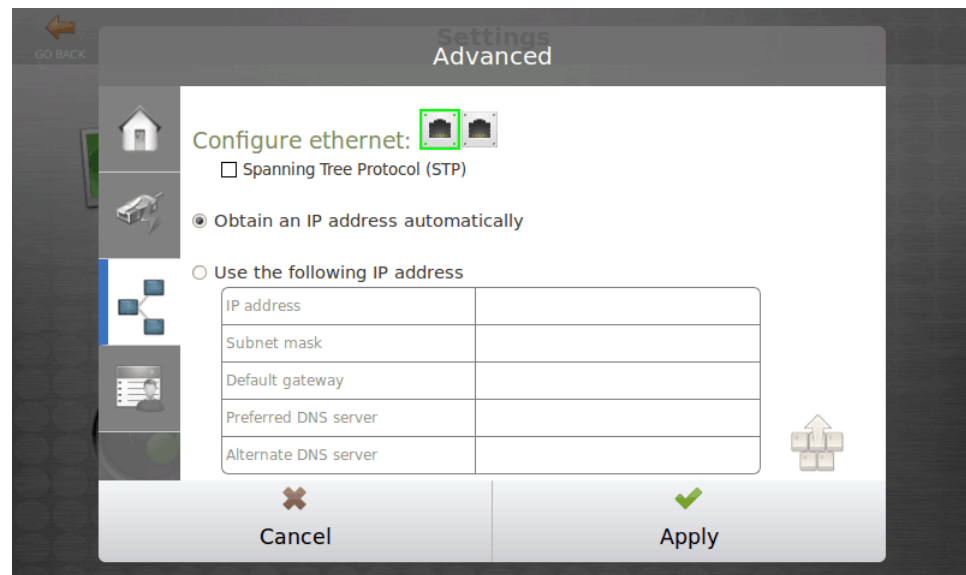 Settings
GO BACK
Advanced
Configure ethernet:
Spanning Tree Protocol (STP)
Obtain an IP address automatically
Use the following IP address
IP address
Subnet mask
Default gateway
Preferred DNS server
Alternate DNS server
Cancel
Apply